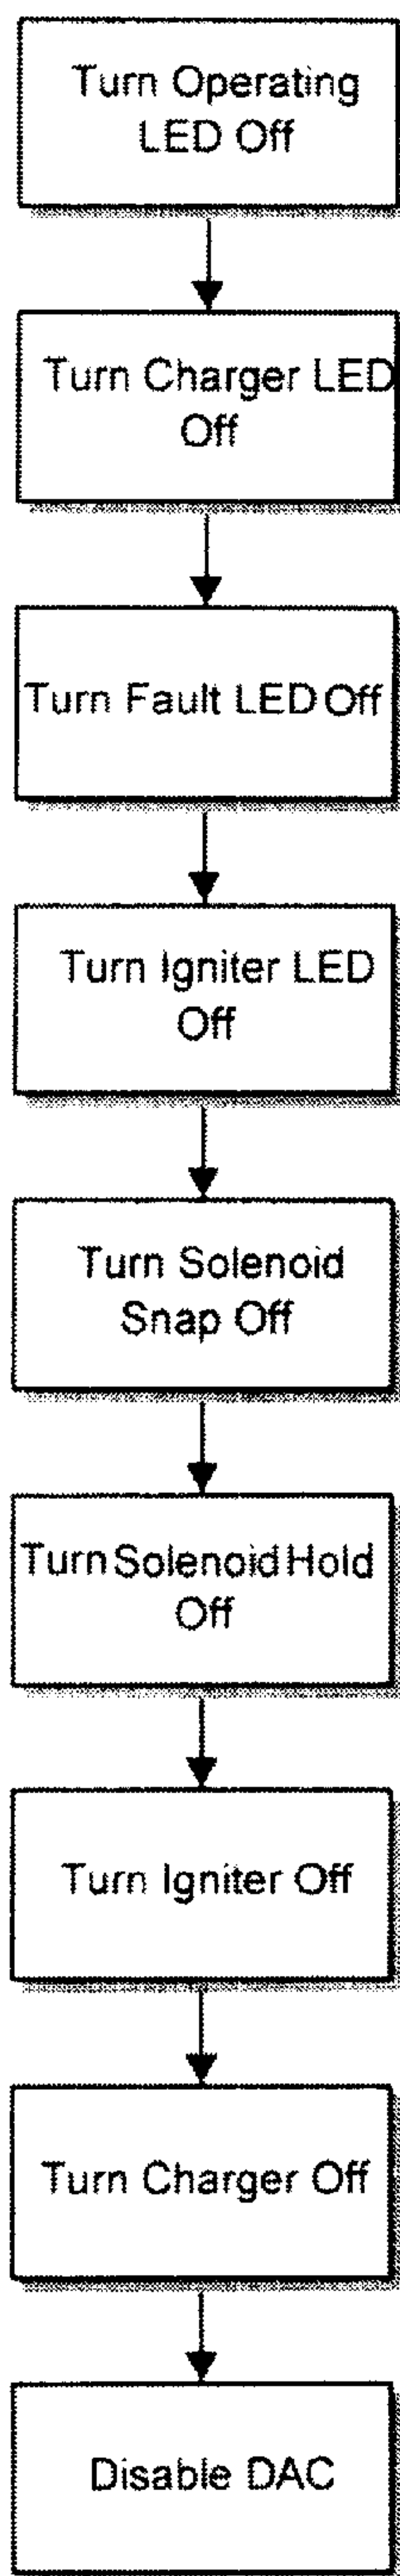 Turn Operating
LED Off
Turn Charger LED
Off
Turn Fault LED Off
Turn Igniter LED
Off
Turn Solenoid
Snap Off
Turn Solenoid Hold
Off
Turn Igniter Off
Turn Charger Off
Disable DAC